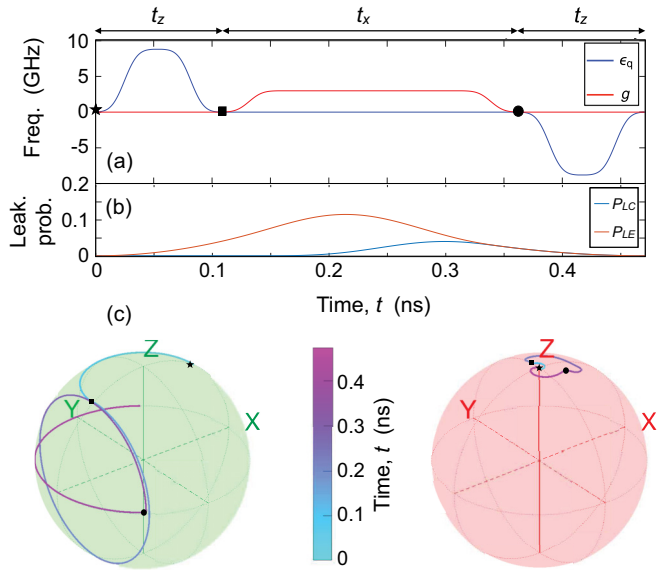 t_z t_x t_z
10
5
0
-5
Freq. (GHz)
ϵ_q
g
(a)
0.2
0.1
0
Leak. prob.
(b)
P_LC
P_LE
0 0.1 0.2 0.3 0.4
Time, t (ns)
(c)
Z
Y
X
0.4
0.3
0.2
0.1
0
Time, t (ns)
Z
Y
X